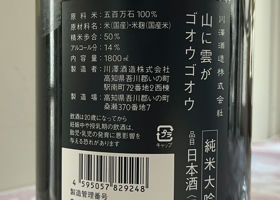 原 料 米：五百万石100％
原 材 料：米(国産)・米麹(国産米)
精米歩合：50％
アルコール分：14％
内 容 量：1800㎖
製 造 者：川澤酒造株式会社
高知県吾川郡いの町
駅南町72番地2西棟
製 造 場：高知県吾川郡いの町
桑瀬370番地7
飲酒は20歳になってから
妊娠中や授乳期の飲酒は、
胎児・乳児の発育に悪影響を
与えるおそれがあります
プラ
キャップ
4595057829248
製造管理番号
川澤酒造株式
山に雲が
ゴオウゴオウ
純米大吟
品目 日本酒